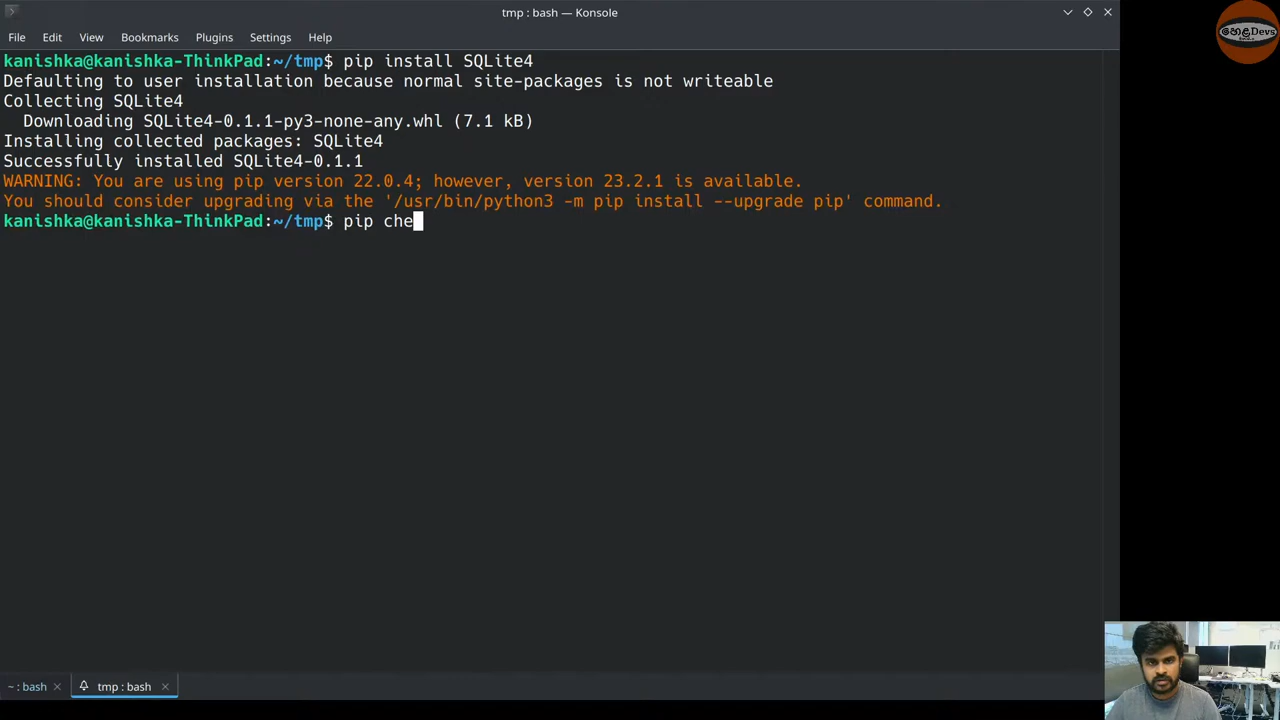 tmp : bash — Konsole
හෙළDevs
File Edit View Bookmarks Plugins Settings Help
kanishka@kanishka-ThinkPad:~/tmp$ pip install SQLite4
Defaulting to user installation because normal site-packages is not writeable
Collecting SQLite4
  Downloading SQLite4-0.1.1-py3-none-any.whl (7.1 kB)
Installing collected packages: SQLite4
Successfully installed SQLite4-0.1.1
WARNING: You are using pip version 22.0.4; however, version 23.2.1 is available.
You should consider upgrading via the '/usr/bin/python3 -m pip install --upgrade pip' command.
kanishka@kanishka-ThinkPad:~/tmp$ pip che
~ : bash
tmp : bash